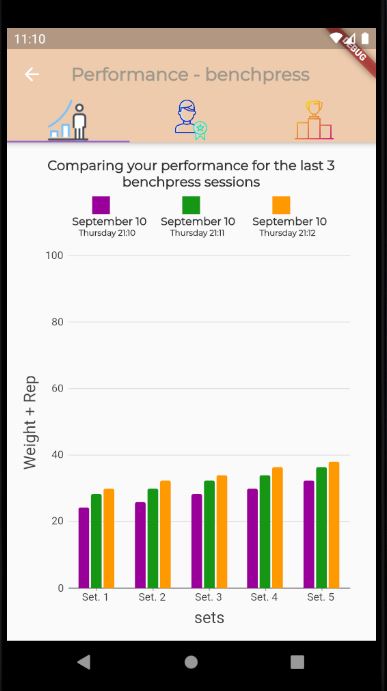 11:10
DEBUG
Performance - benchpress
Comparing your performance for the last 3
benchpress sessions
September 10 September 10 September 10
Thursday 21:10 Thursday 21:11 Thursday 21:12
100
80
60
40
20
0
Weight + Rep
Set. 1 Set. 2 Set. 3 Set. 4 Set. 5
sets